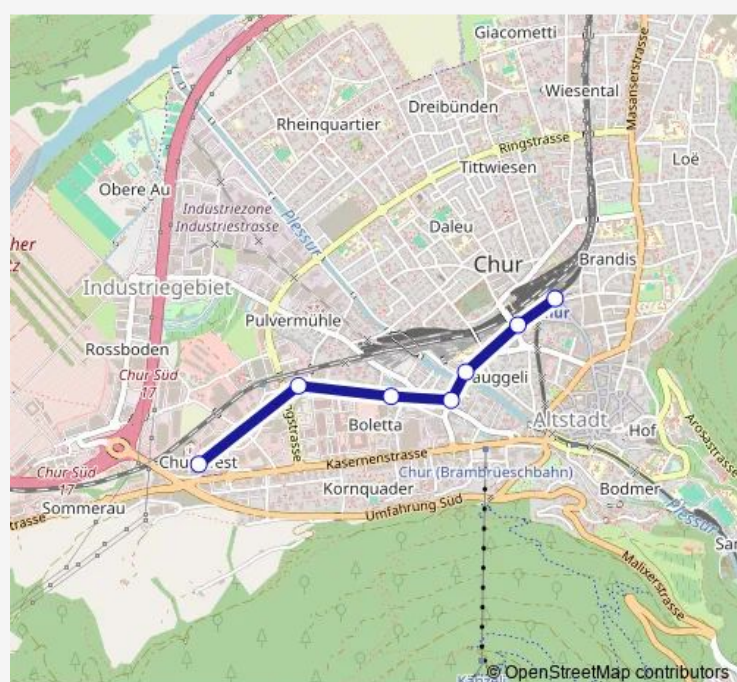 Giacometti
Wiesental
Masanserstrasse
Dreibünden
Rheinquartier
Ringstrasse
Loë
Tittwiesen
Obere Au
Industriezone
Industriestrasse
Plessur
Daleu
Chur
Brandis
Industriegebiet
Pulvermühle
Rossboden
Chur Süd
17
Altstadt
Hof
Arosastrasse
Boletta
Kasernenstrasse
Chur (Brambrüeschbahn)
Chur Süd
17
Kornquader
Bodmer
Sommerau
Umfahrung Süd
Plessur
Malixerstrasse
© OpenStreetMap contributors